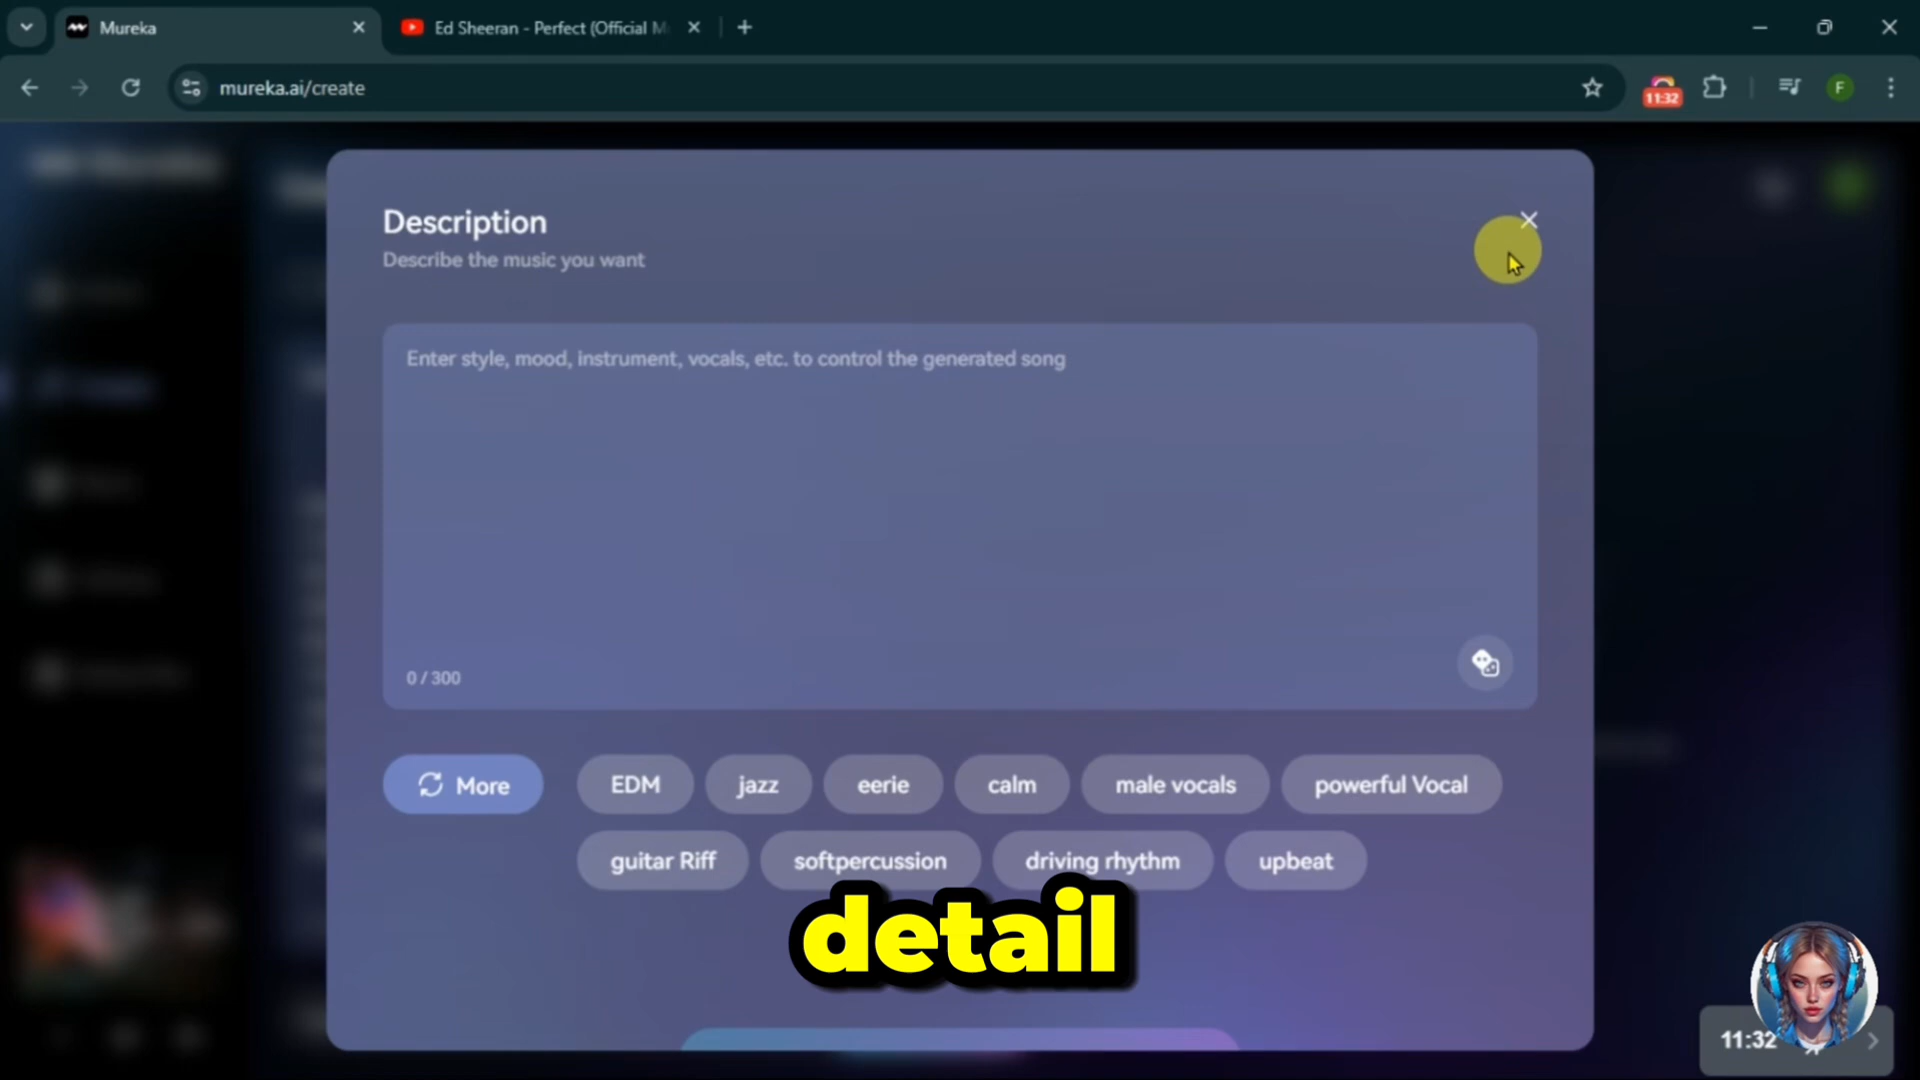 Mureka
Ed Sheeran - Perfect (Official M
mureka.ai/create
11:32
F
Description
Describe the music you want
Enter style, mood, instrument, vocals, etc. to control the generated song
0 / 300
More
EDM
jazz
eerie
calm
male vocals
powerful Vocal
guitar Riff
softpercussion
driving rhythm
upbeat
detail
11:32